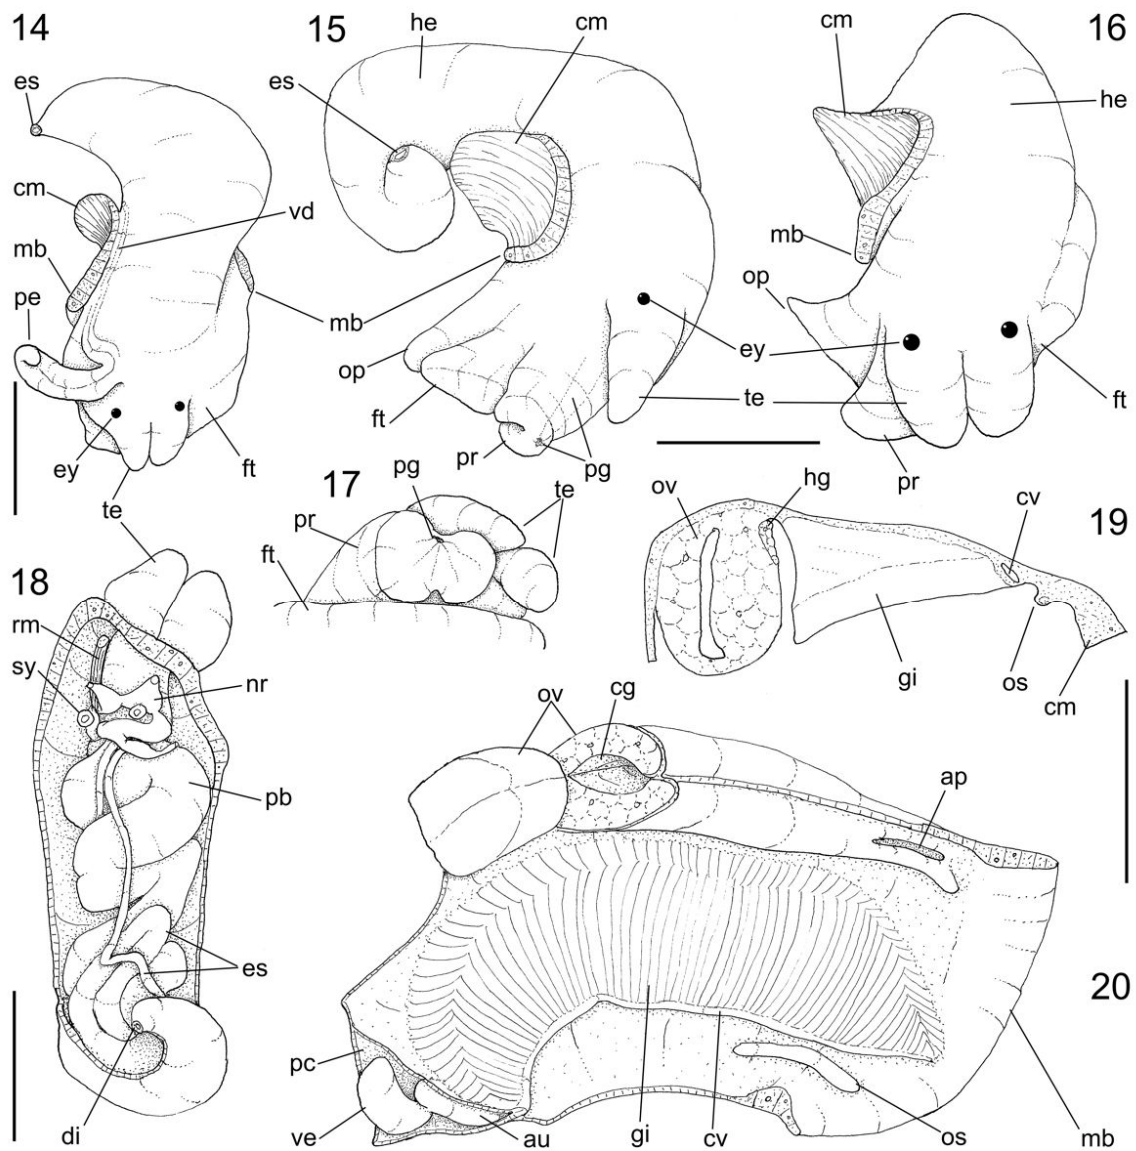 14
es
cm
mb
pe
vd
ey
ft
te
15
he
cm
es
mb
op
ft
pr
pg
ey
te
16
cm
he
mb
op
ft
pr
17
pg
te
pr
ft
18
rm
sy
nr
pb
es
di
19
ov
hg
cv
gi
os
cm
20
ov
cg
ap
pc
ve
au
gi
cv
os
mb